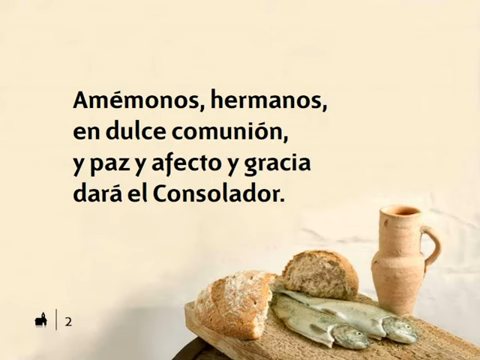 Amémonos, hermanos,
en dulce comunión,
y paz y afecto y gracia
dará el Consolador.
2